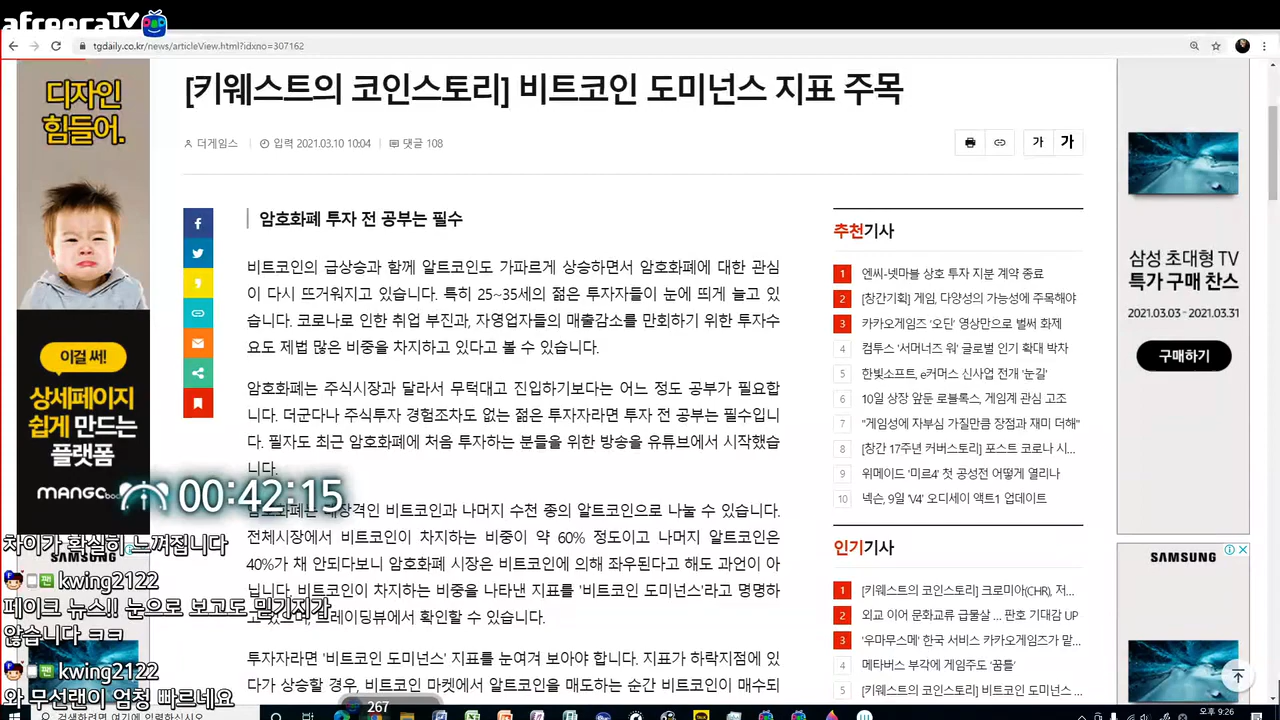 afreecaTV
tgdaily.co.kr/news/articleView.html?idxno=307162
[키웨스트의 코인스토리] 비트코인 도미넌스 지표 주목
더게임스
입력 2021.03.10 10:04
댓글 108
가
가
디자인
힘들어.
이걸 써!
상세페이지
쉽게 만드는
플랫폼
암호화폐 투자 전 공부는 필수
비트코인의 급상승과 함께 알트코인도 가파르게 상승하면서 암호화폐에 대한 관심
이 다시 뜨거워지고 있습니다. 특히 25~35세의 젊은 투자자들이 눈에 띄게 늘고 있
습니다. 코로나로 인한 취업 부진과, 자영업자들의 매출감소를 만회하기 위한 투자수
요도 제법 많은 비중을 차지하고 있다고 볼 수 있습니다.
암호화폐는 주식시장과 달라서 무턱대고 진입하기보다는 어느 정도 공부가 필요합
니다. 더군다나 주식투자 경험조차도 없는 젊은 투자자라면 투자 전 공부는 필수입니
다. 필자도 최근 암호화폐에 처음 투자하는 분들을 위한 방송을 유튜브에서 시작했습
니다.
암호화폐는 대장격인 비트코인과 나머지 수천 종의 알트코인으로 나눌 수 있습니다.
전체시장에서 비트코인이 차지하는 비중이 약 60% 정도이고 나머지 알트코인은
40%가 채 안되다보니 암호화폐 시장은 비트코인에 의해 좌우된다고 해도 과언이 아
닙니다. 비트코인이 차지하는 비중을 나타낸 지표를 '비트코인 도미넌스'라고 명명하
고 있으며, 트레이딩뷰에서 확인할 수 있습니다.
투자자라면 '비트코인 도미넌스' 지표를 눈여겨 보아야 합니다. 지표가 하락지점에 있
다가 상승할 경우, 비트코인 마켓에서 알트코인을 매도하는 순간 비트코인이 매수되
추천기사
1 엔씨-넷마블 상호 투자 지분 계약 종료
2 [창간기획] 게임, 다양성의 가능성에 주목해야
3 카카오게임즈 '오딘' 영상만으로 벌써 화제
4 컴투스 '서머너즈 워' 글로벌 인기 확대 박차
5 한빛소프트, e커머스 신사업 전개 '눈길'
6 10일 상장 앞둔 로블록스, 게임계 관심 고조
7 "게임성에 자부심 가질만큼 장점과 재미 더해"
8 [창간 17주년 커버스토리] 포스트 코로나 시...
9 위메이드 '미르4' 첫 공성전 어떻게 열리나
10 넥슨, 9일 'V4' 오디세이 액트1 업데이트
인기기사
1 [키웨스트의 코인스토리] 크로미아(CHR), 저...
2 외교 이어 문화교류 급물살 ... 판호 기대감 UP
3 '우마무스메' 한국 서비스 카카오게임즈가 맡...
4 메타버스 부각에 게임주도 '꿈틀'
5 [키웨스트의 코인스토리] 비트코인 도미넌스 ...
삼성 초대형 TV
특가 구매 찬스
2021.03.03 - 2021.03.31
구매하기
SAMSUNG
00:42:15
차이가 확실히 느껴집니다
SAMSUNG
kwing2122
페이크 뉴스!! 눈으로 보고도 믿기지가
않습니다 ㅋㅋ
kwing2122
와 무선랜이 엄청 빠르네요
267
검색하려면 여기에 입력하십시오
오후 9:26